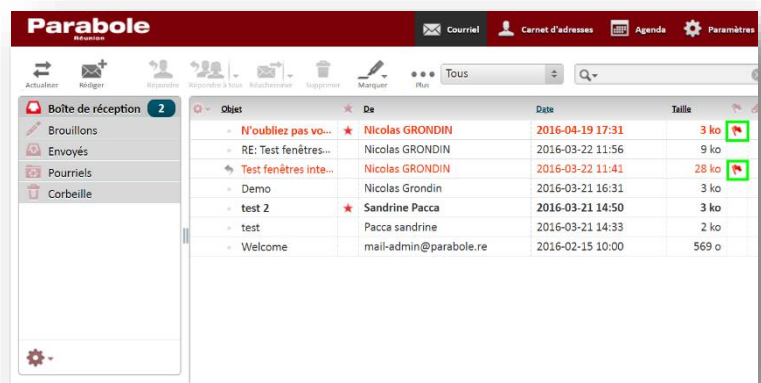 Parabole
Réunion
Courriel Carnet d'adresses Agenda Paramètres
Actualiser Rédiger Répondre Répondre à tous Réacheminer Supprimer Marquer Plus Tous
Boîte de réception 2
Brouillons
Envoyés
Pourriels
Corbeille
Objet De Date Taille
N'oubliez pas vo... Nicolas GRONDIN 2016-04-19 17:31 3 ko
RE: Test fenêtres... Nicolas GRONDIN 2016-03-22 11:56 9 ko
Test fenêtres inte... Nicolas GRONDIN 2016-03-22 11:41 28 ko
Demo Nicolas Grondin 2016-03-21 16:31 3 ko
test 2 Sandrine Pacca 2016-03-21 14:50 3 ko
test Pacca sandrine 2016-03-21 14:33 2 ko
Welcome mail-admin@parabole.re 2016-02-15 10:00 569 o